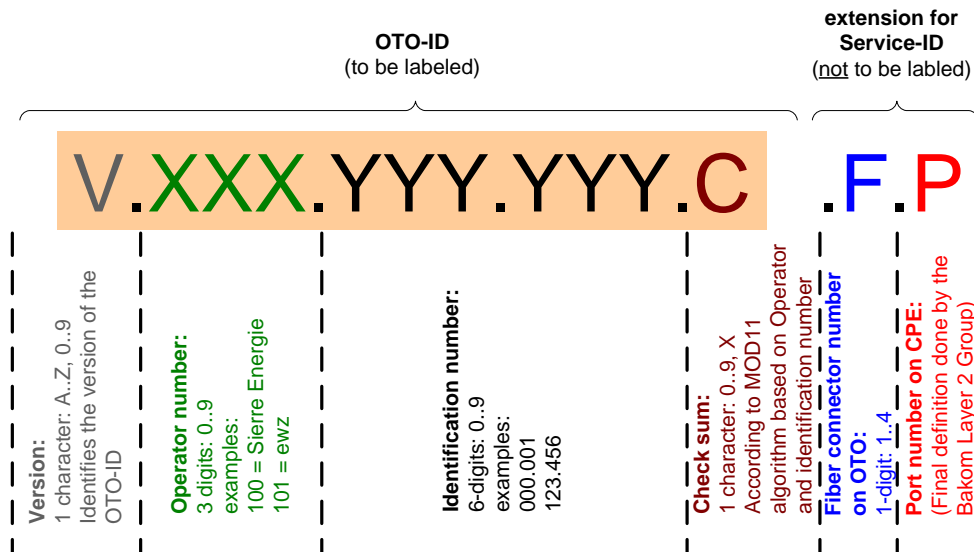 OTO-ID
(to be labeled)
extension for
Service-ID
(not to be labled)
V.XXX.YYY.YYY.C .F.P
Version:
1 character: A..Z, 0..9
Identifies the version of the
OTO-ID
Operator number:
3 digits: 0..9
examples:
100 = Sierre Energie
101 = ewz
Identification number:
6-digits: 0..9
examples:
000.001
123.456
Check sum:
1 character: 0..9, X
According to MOD11
algorithm based on Operator
and identification number
Fiber connector number
on OTO:
1-digit: 1..4
Port number on CPE:
(Final definition done by the
Bakom Layer 2 Group)